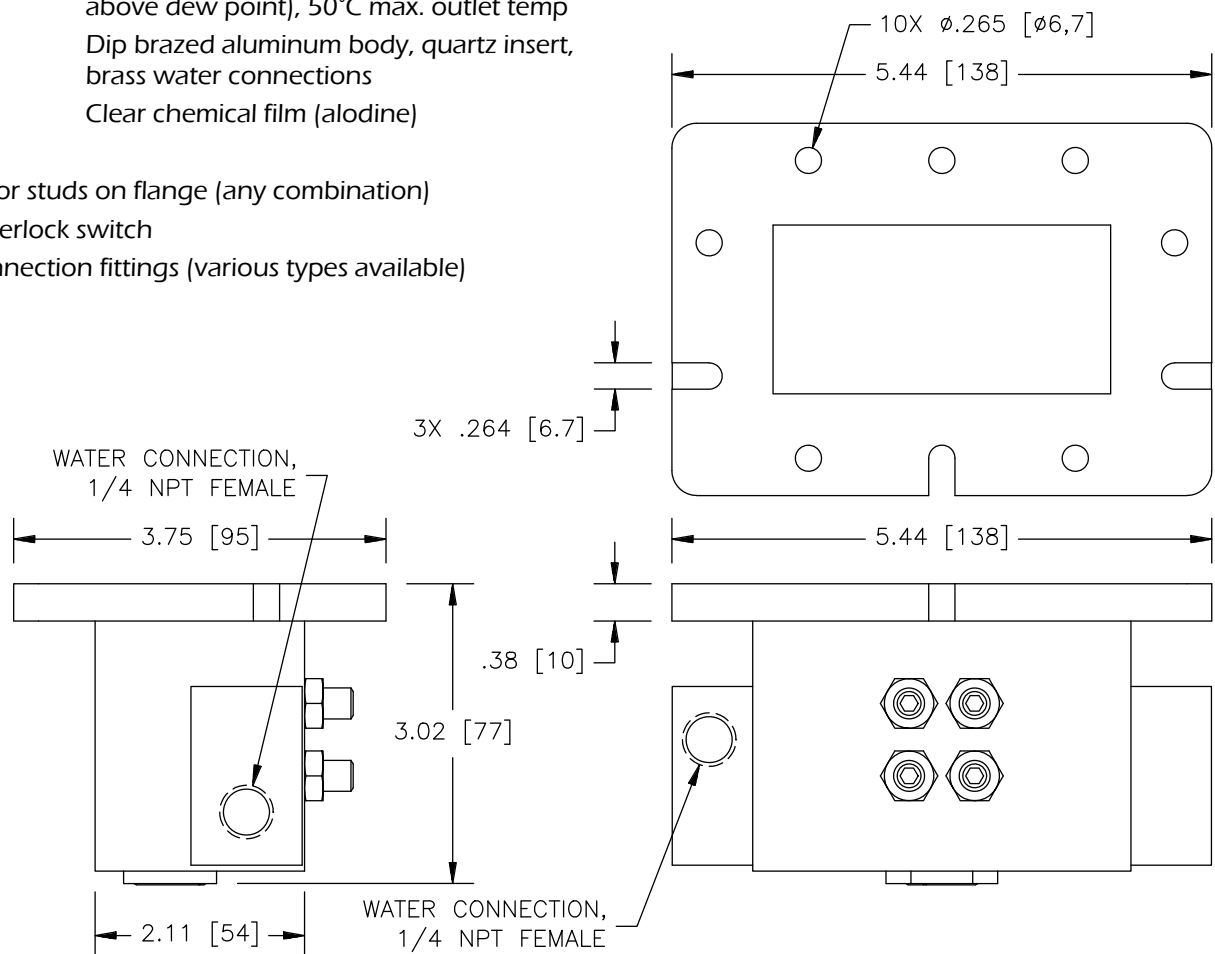 above dew point), 50°C max. outlet temp
Dip brazed aluminum body, quartz insert,
brass water connections
Clear chemical film (alodine)
or studs on flange (any combination)
erlock switch
nnection fittings (various types available)
10X ø.265 [ø6,7]
5.44 [138]
3X .264 [6.7]
WATER CONNECTION,
1/4 NPT FEMALE
3.75 [95]
5.44 [138]
.38 [10]
3.02 [77]
WATER CONNECTION,
1/4 NPT FEMALE
2.11 [54]